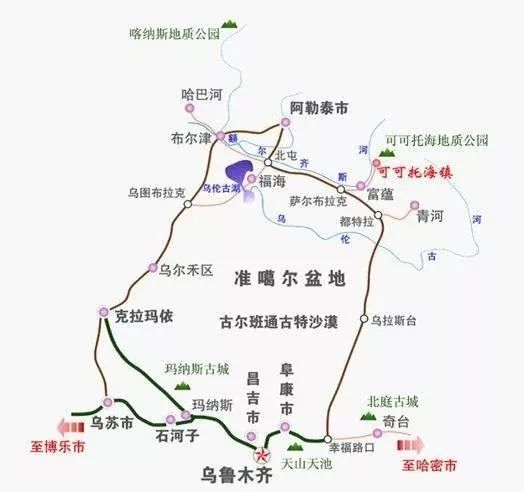 喀纳斯地质公园
哈巴河
阿勒泰市
布尔津
额
尔
齐
斯
河
可可托海地质公园
北屯
可可托海镇
乌伦古湖
福海
富蕴
乌图布拉克
萨尔布拉克
青河
都特拉
乌
伦
古
河
乌尔禾区
准噶尔盆地
克拉玛依
古尔班通古特沙漠
乌拉斯台
玛纳斯古城
昌吉市
阜康市
北庭古城
玛纳斯
奇台
乌苏市
石河子
幸福路口
至博乐市
天山天池
至哈密市
乌鲁木齐